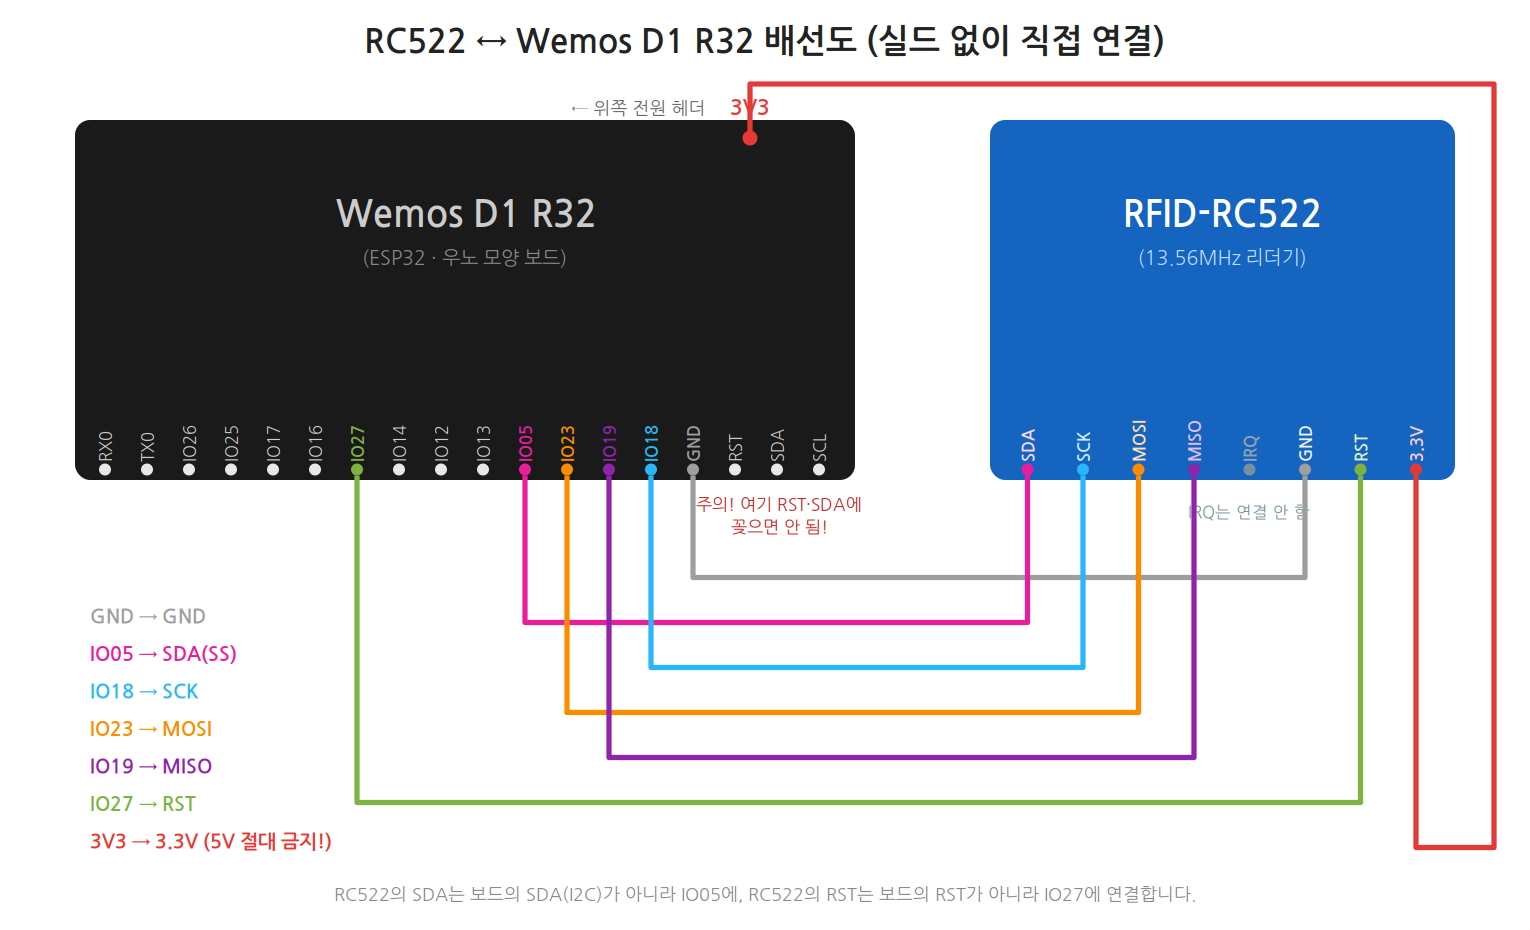 RC522 ↔ Wemos D1 R32 배선도 (실드 없이 직접 연결)
← 위쪽 전원 헤더 3V3
Wemos D1 R32
(ESP32 · 우노 모양 보드)
RFID-RC522
(13.56MHz 리더기)
RX0
TX0
IO26
IO25
IO17
IO16
IO27
IO14
IO12
IO13
IO05
IO23
IO19
IO18
GND
RST
SDA
SCL
SDA
SCK
MOSI
MISO
IRQ
GND
RST
3.3V
주의! 여기 RST·SDA에
꽂으면 안 됨!
IRQ는 연결 안 함
GND → GND
IO05 → SDA(SS)
IO18 → SCK
IO23 → MOSI
IO19 → MISO
IO27 → RST
3V3 → 3.3V (5V 절대 금지!)
RC522의 SDA는 보드의 SDA(I2C)가 아니라 IO05에, RC522의 RST는 보드의 RST가 아니라 IO27에 연결합니다.